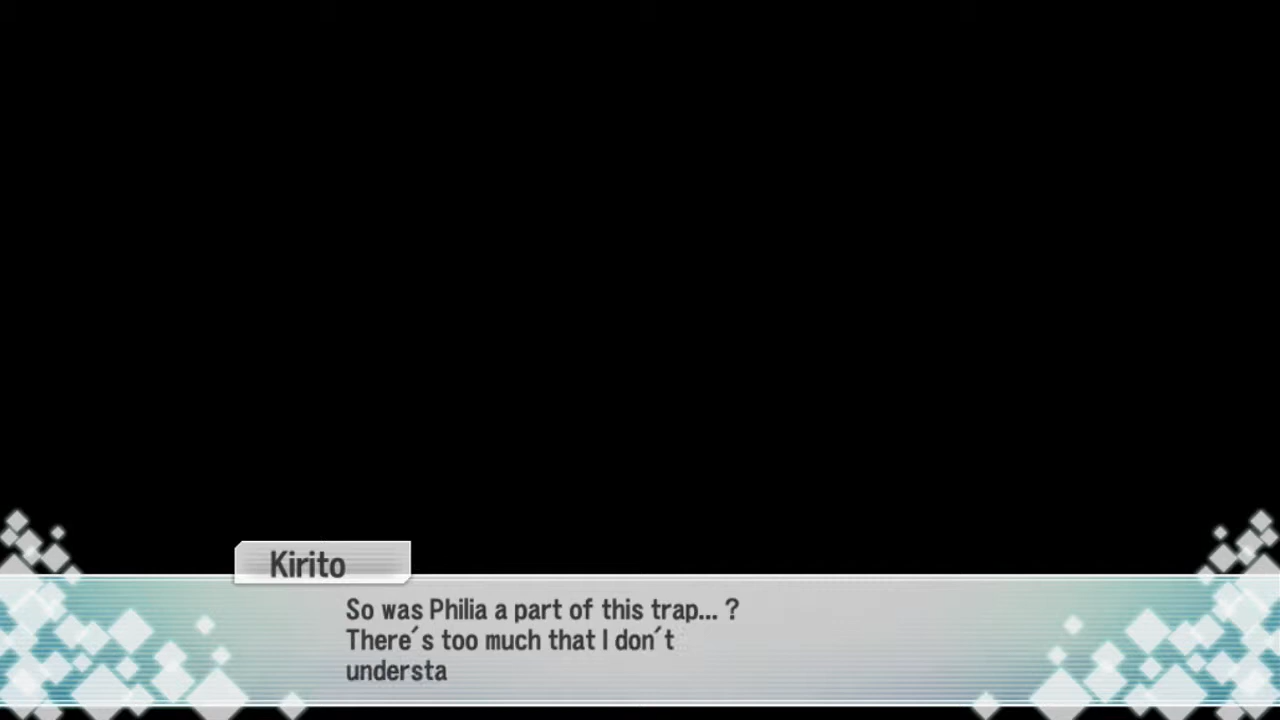 Kirito
So was Philia a part of this trap... ?
There´s too much that I don´t
understa